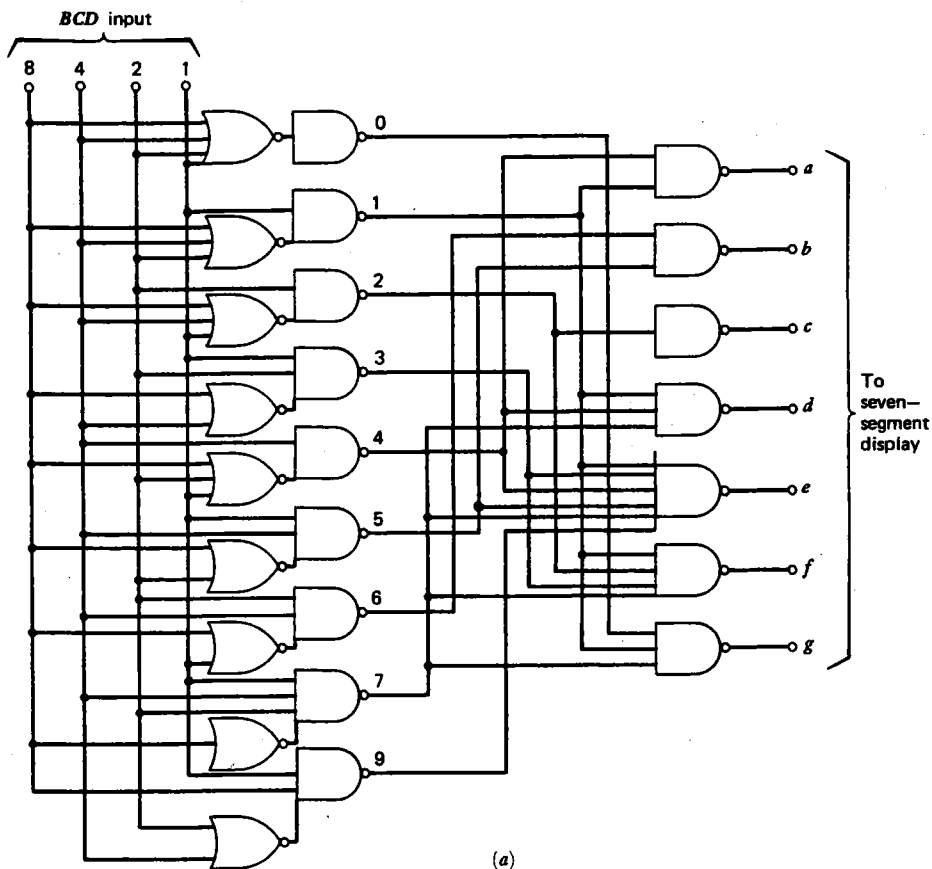 BCD input
8 4 2 1
0
1
2
3
4
5
6
7
9
a
b
c
d
e
f
g
To
seven—
segment
display
(a)